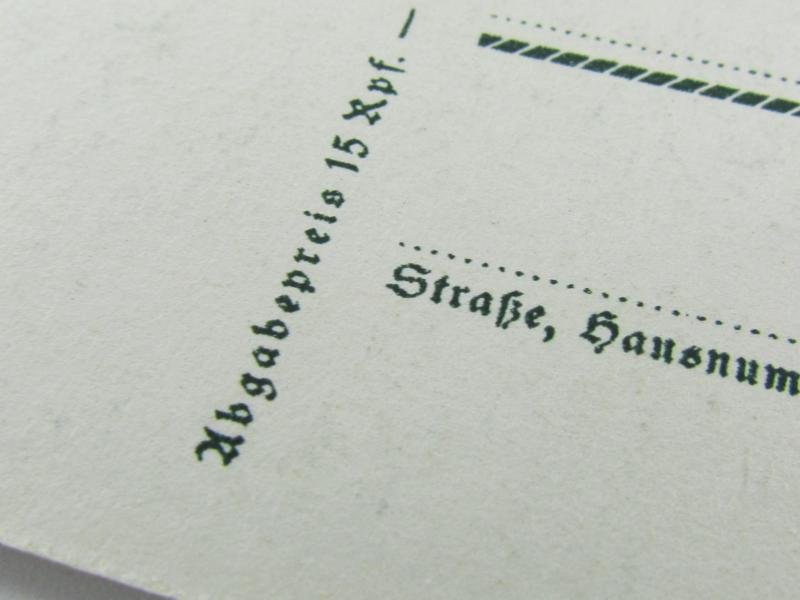 Abgabepreis 15 Rpf. —
Straße, Hausnum